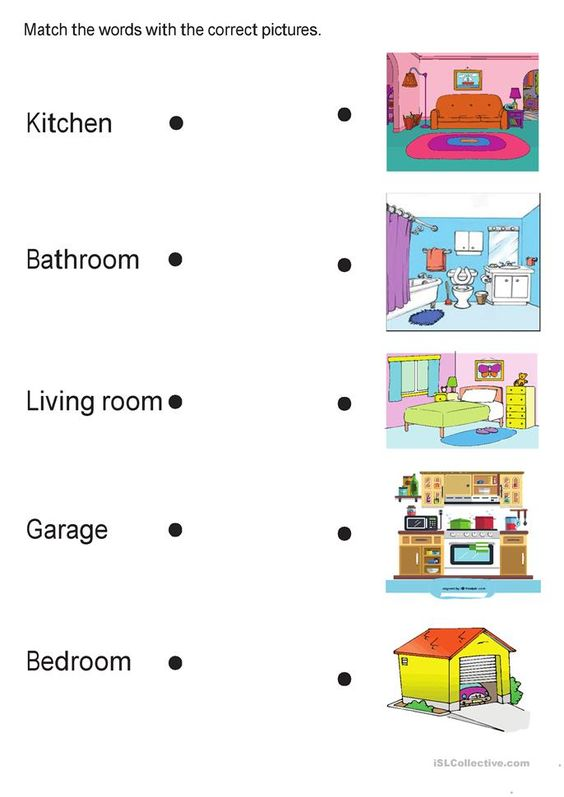 Match the words with the correct pictures.
Kitchen
Bathroom
Living room
Garage
Bedroom
iSLCollective.com